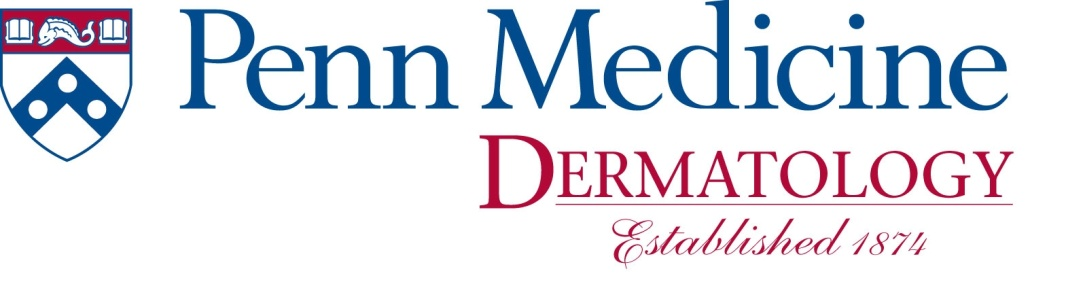 Penn Medicine
DERMATOLOGY
Established 1874